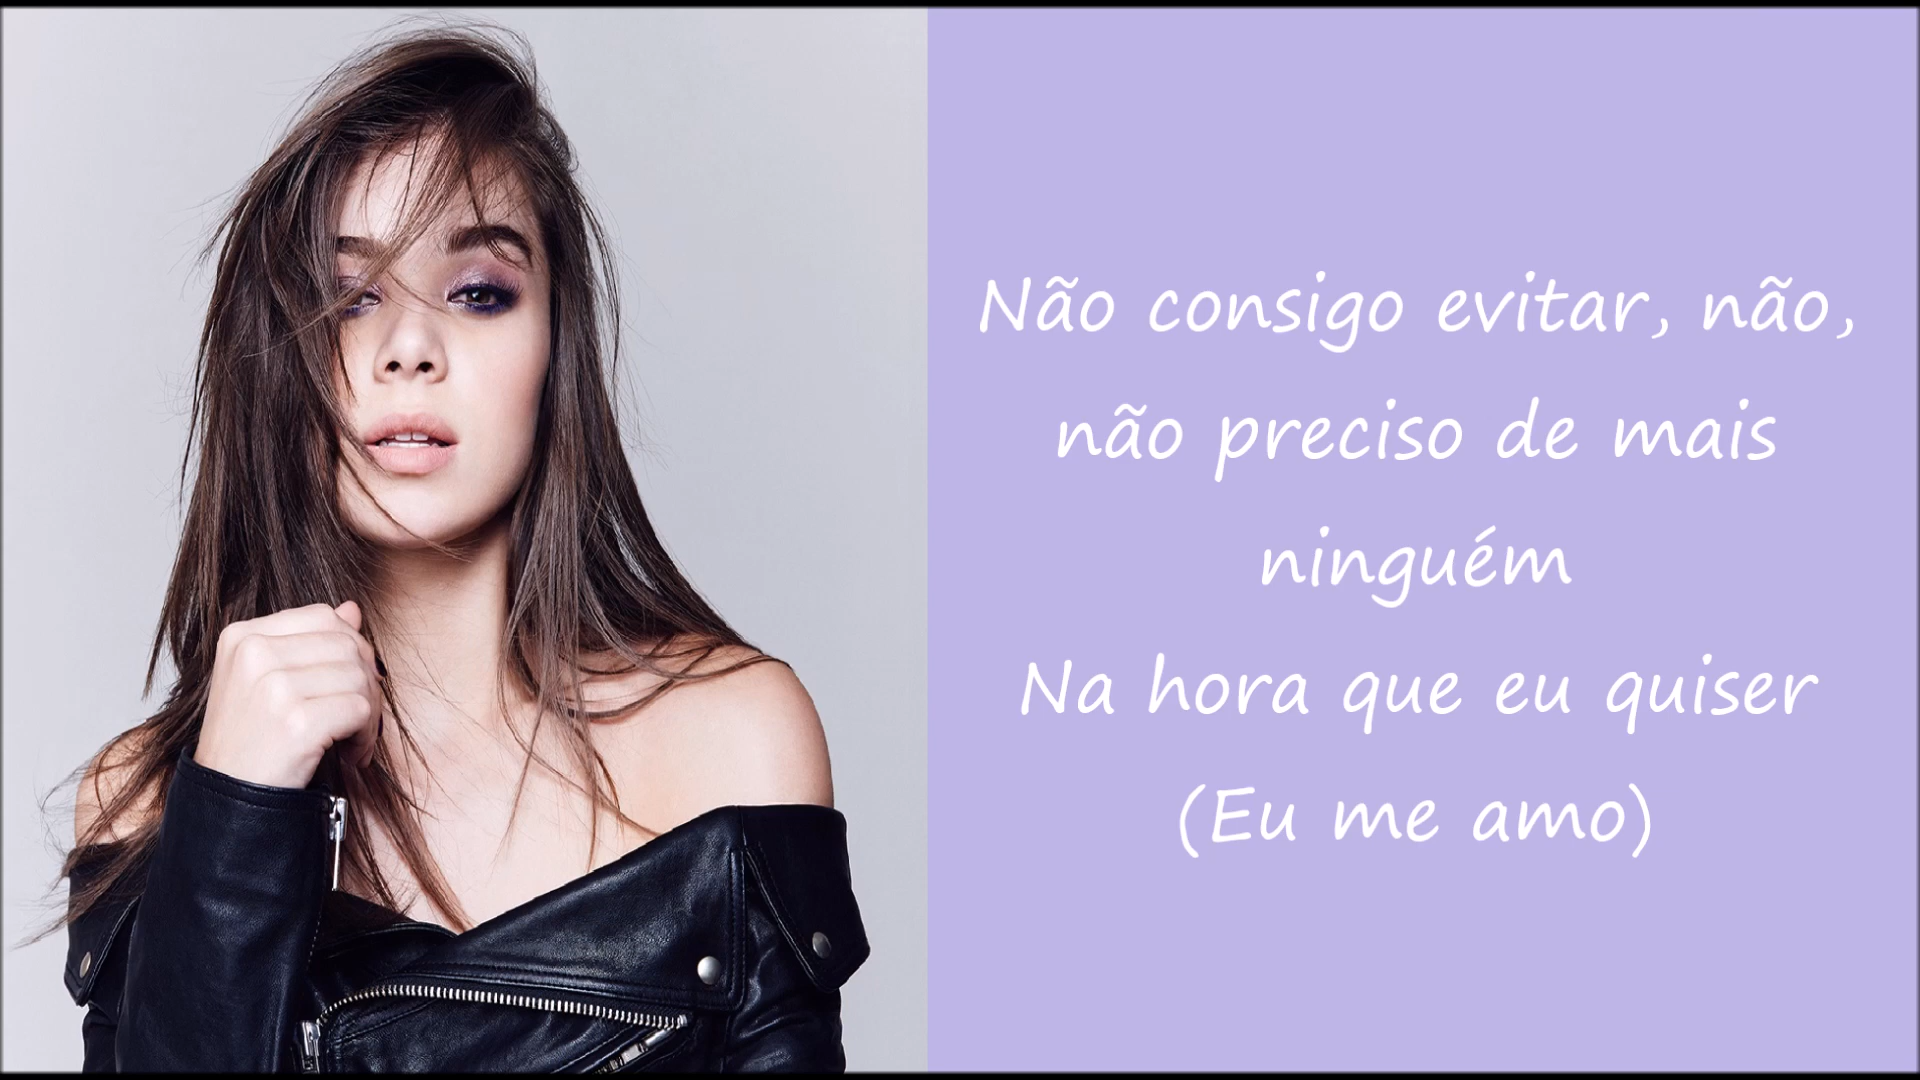 Não consigo evitar, não,
não preciso de mais
ninguém
Na hora que eu quiser
(Eu me amo)